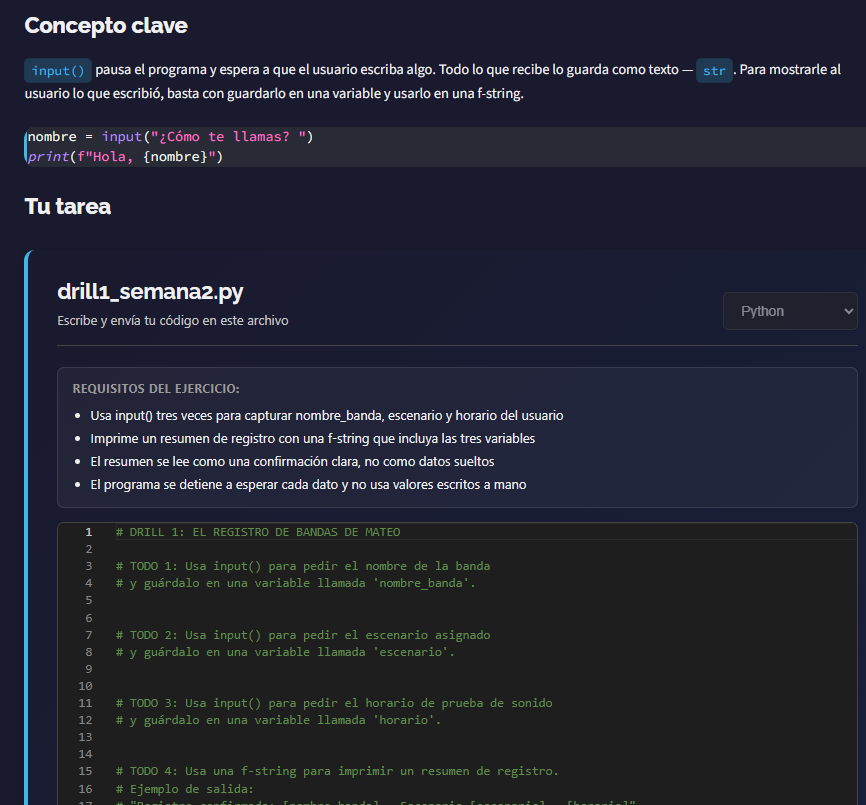 Concepto clave
input() pausa el programa y espera a que el usuario escriba algo. Todo lo que recibe lo guarda como texto — str. Para mostrarle al
usuario lo que escribió, basta con guardarlo en una variable y usarlo en una f-string.
nombre = input("¿Cómo te llamas? ")
print(f"Hola, {nombre}")
Tu tarea
drill1_semana2.py
Python
Escribe y envía tu código en este archivo
REQUISITOS DEL EJERCICIO:
• Usa input() tres veces para capturar nombre_banda, escenario y horario del usuario
• Imprime un resumen de registro con una f-string que incluya las tres variables
• El resumen se lee como una confirmación clara, no como datos sueltos
• El programa se detiene a esperar cada dato y no usa valores escritos a mano
1 # DRILL 1: EL REGISTRO DE BANDAS DE MATEO
2
3 # TODO 1: Usa input() para pedir el nombre de la banda
4 # y guárdalo en una variable llamada 'nombre_banda'.
5
6
7 # TODO 2: Usa input() para pedir el escenario asignado
8 # y guárdalo en una variable llamada 'escenario'.
9
10
11 # TODO 3: Usa input() para pedir el horario de prueba de sonido
12 # y guárdalo en una variable llamada 'horario'.
13
14
15 # TODO 4: Usa una f-string para imprimir un resumen de registro.
16 # Ejemplo de salida:
17 # "Registro confirmado: {nombre_banda}